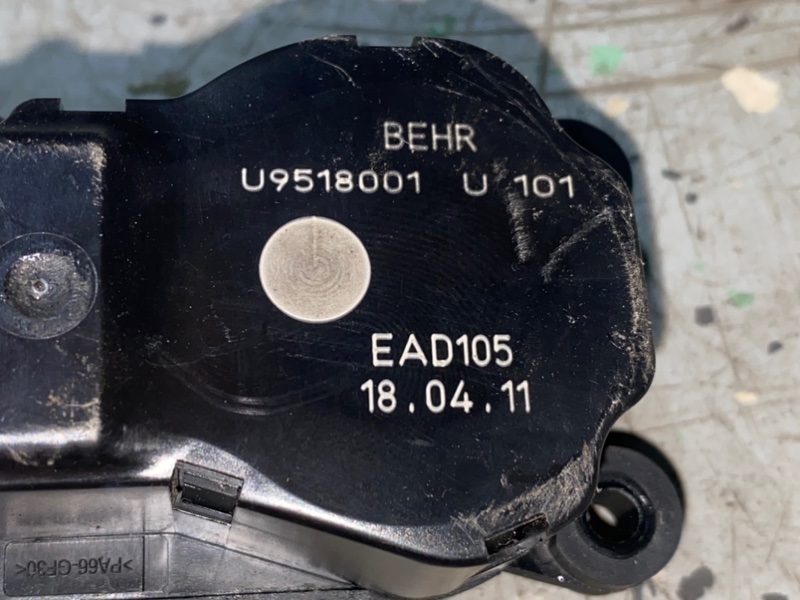 BEHR
U9518001 U 101
EAD105
18.04.11
>PA66-GF30<